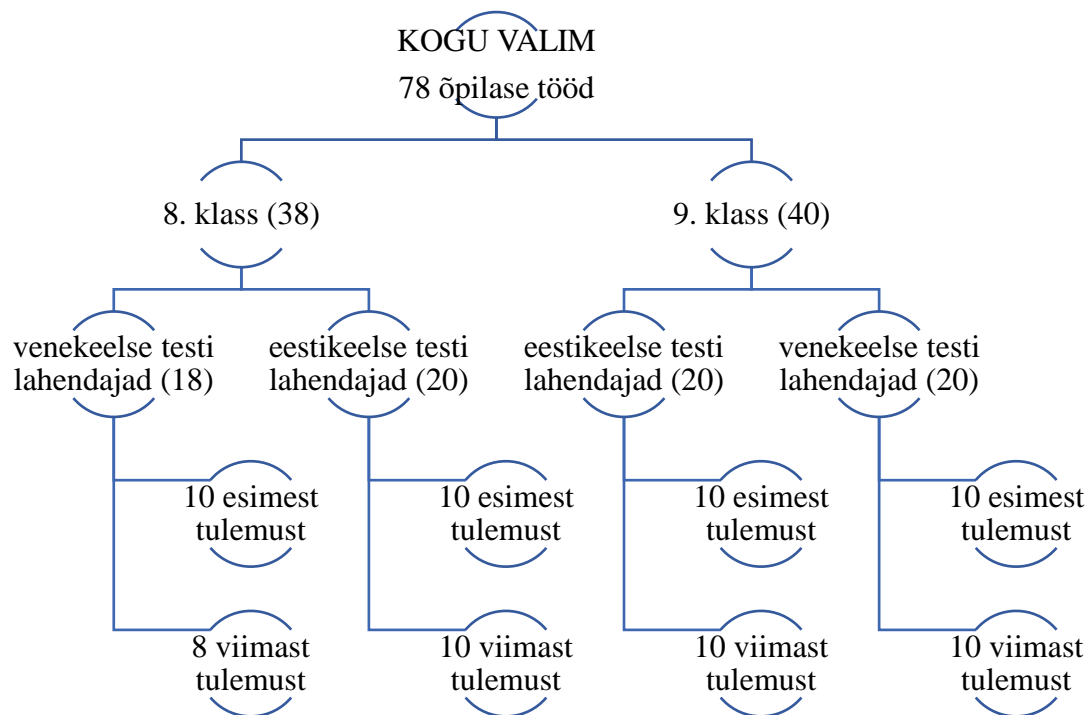 KOGU VALIM
78 õpilase tööd
8. klass (38)
9. klass (40)
venekeelse testi
lahendajad (18)
eestikeelse testi
lahendajad (20)
eestikeelse testi
lahendajad (20)
venekeelse testi
lahendajad (20)
10 esimest
tulemust
10 esimest
tulemust
10 esimest
tulemust
10 esimest
tulemust
8 viimast
tulemust
10 viimast
tulemust
10 viimast
tulemust
10 viimast
tulemust